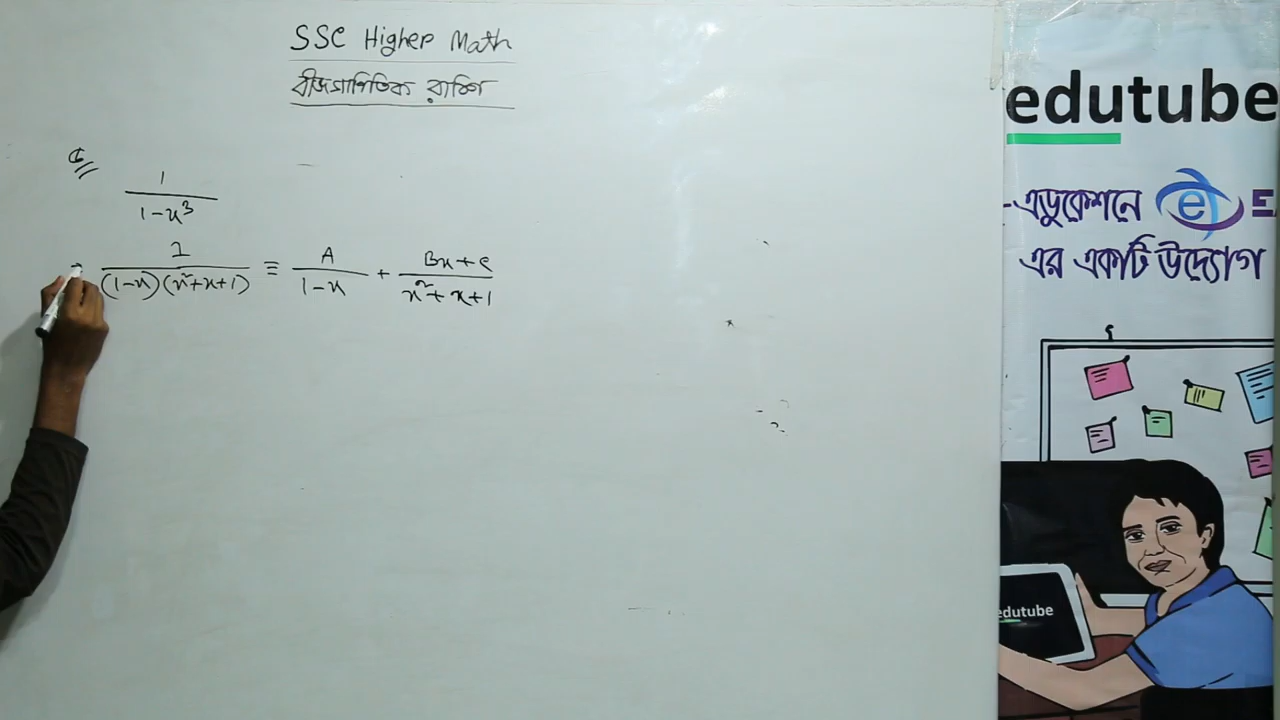 SSC Higher Math
বীজগাণিতিক রাশি
৫
1
1-x³
1
(1-x)(x²+x+1) ≡ A/(1-x) + (Bx+C)/(x²+x+1)
edutube
-এডুকেশনে e E
এর একটি উদ্যোগ
edutube